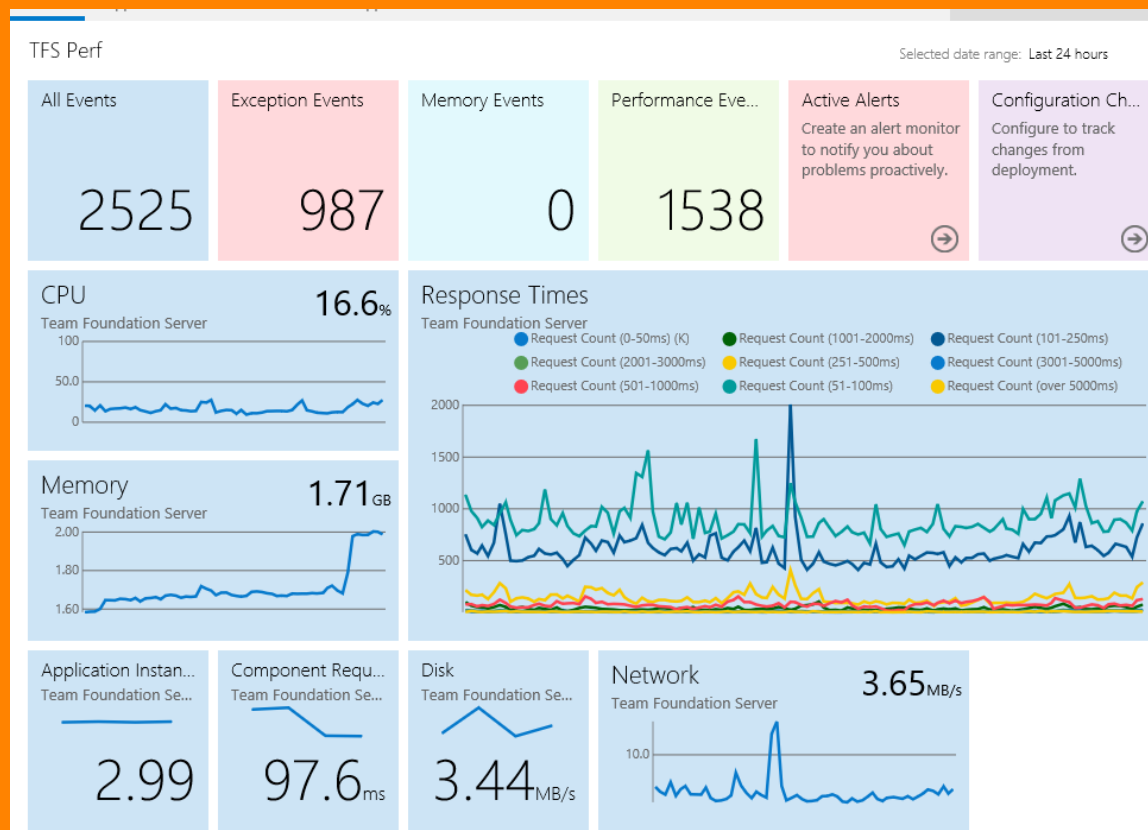 TFS Perf
Selected date range: Last 24 hours
All Events
2525
Exception Events
987
Memory Events
0
Performance Eve...
1538
Active Alerts
Create an alert monitor
to notify you about
problems proactively.
Configuration Ch...
Configure to track
changes from
deployment.
CPU
16.6%
Team Foundation Server
100
50.0
0
Response Times
Team Foundation Server
Request Count (0-50ms) (K)
Request Count (1001-2000ms)
Request Count (101-250ms)
Request Count (2001-3000ms)
Request Count (251-500ms)
Request Count (3001-5000ms)
Request Count (501-1000ms)
Request Count (51-100ms)
Request Count (over 5000ms)
2000
1500
1000
500
Memory
1.71GB
Team Foundation Server
2.00
1.80
1.60
Application Instan...
Team Foundation Se...
2.99
Component Requ...
Team Foundation Se...
97.6ms
Disk
Team Foundation Se...
3.44MB/s
Network
3.65MB/s
Team Foundation Server
10.0